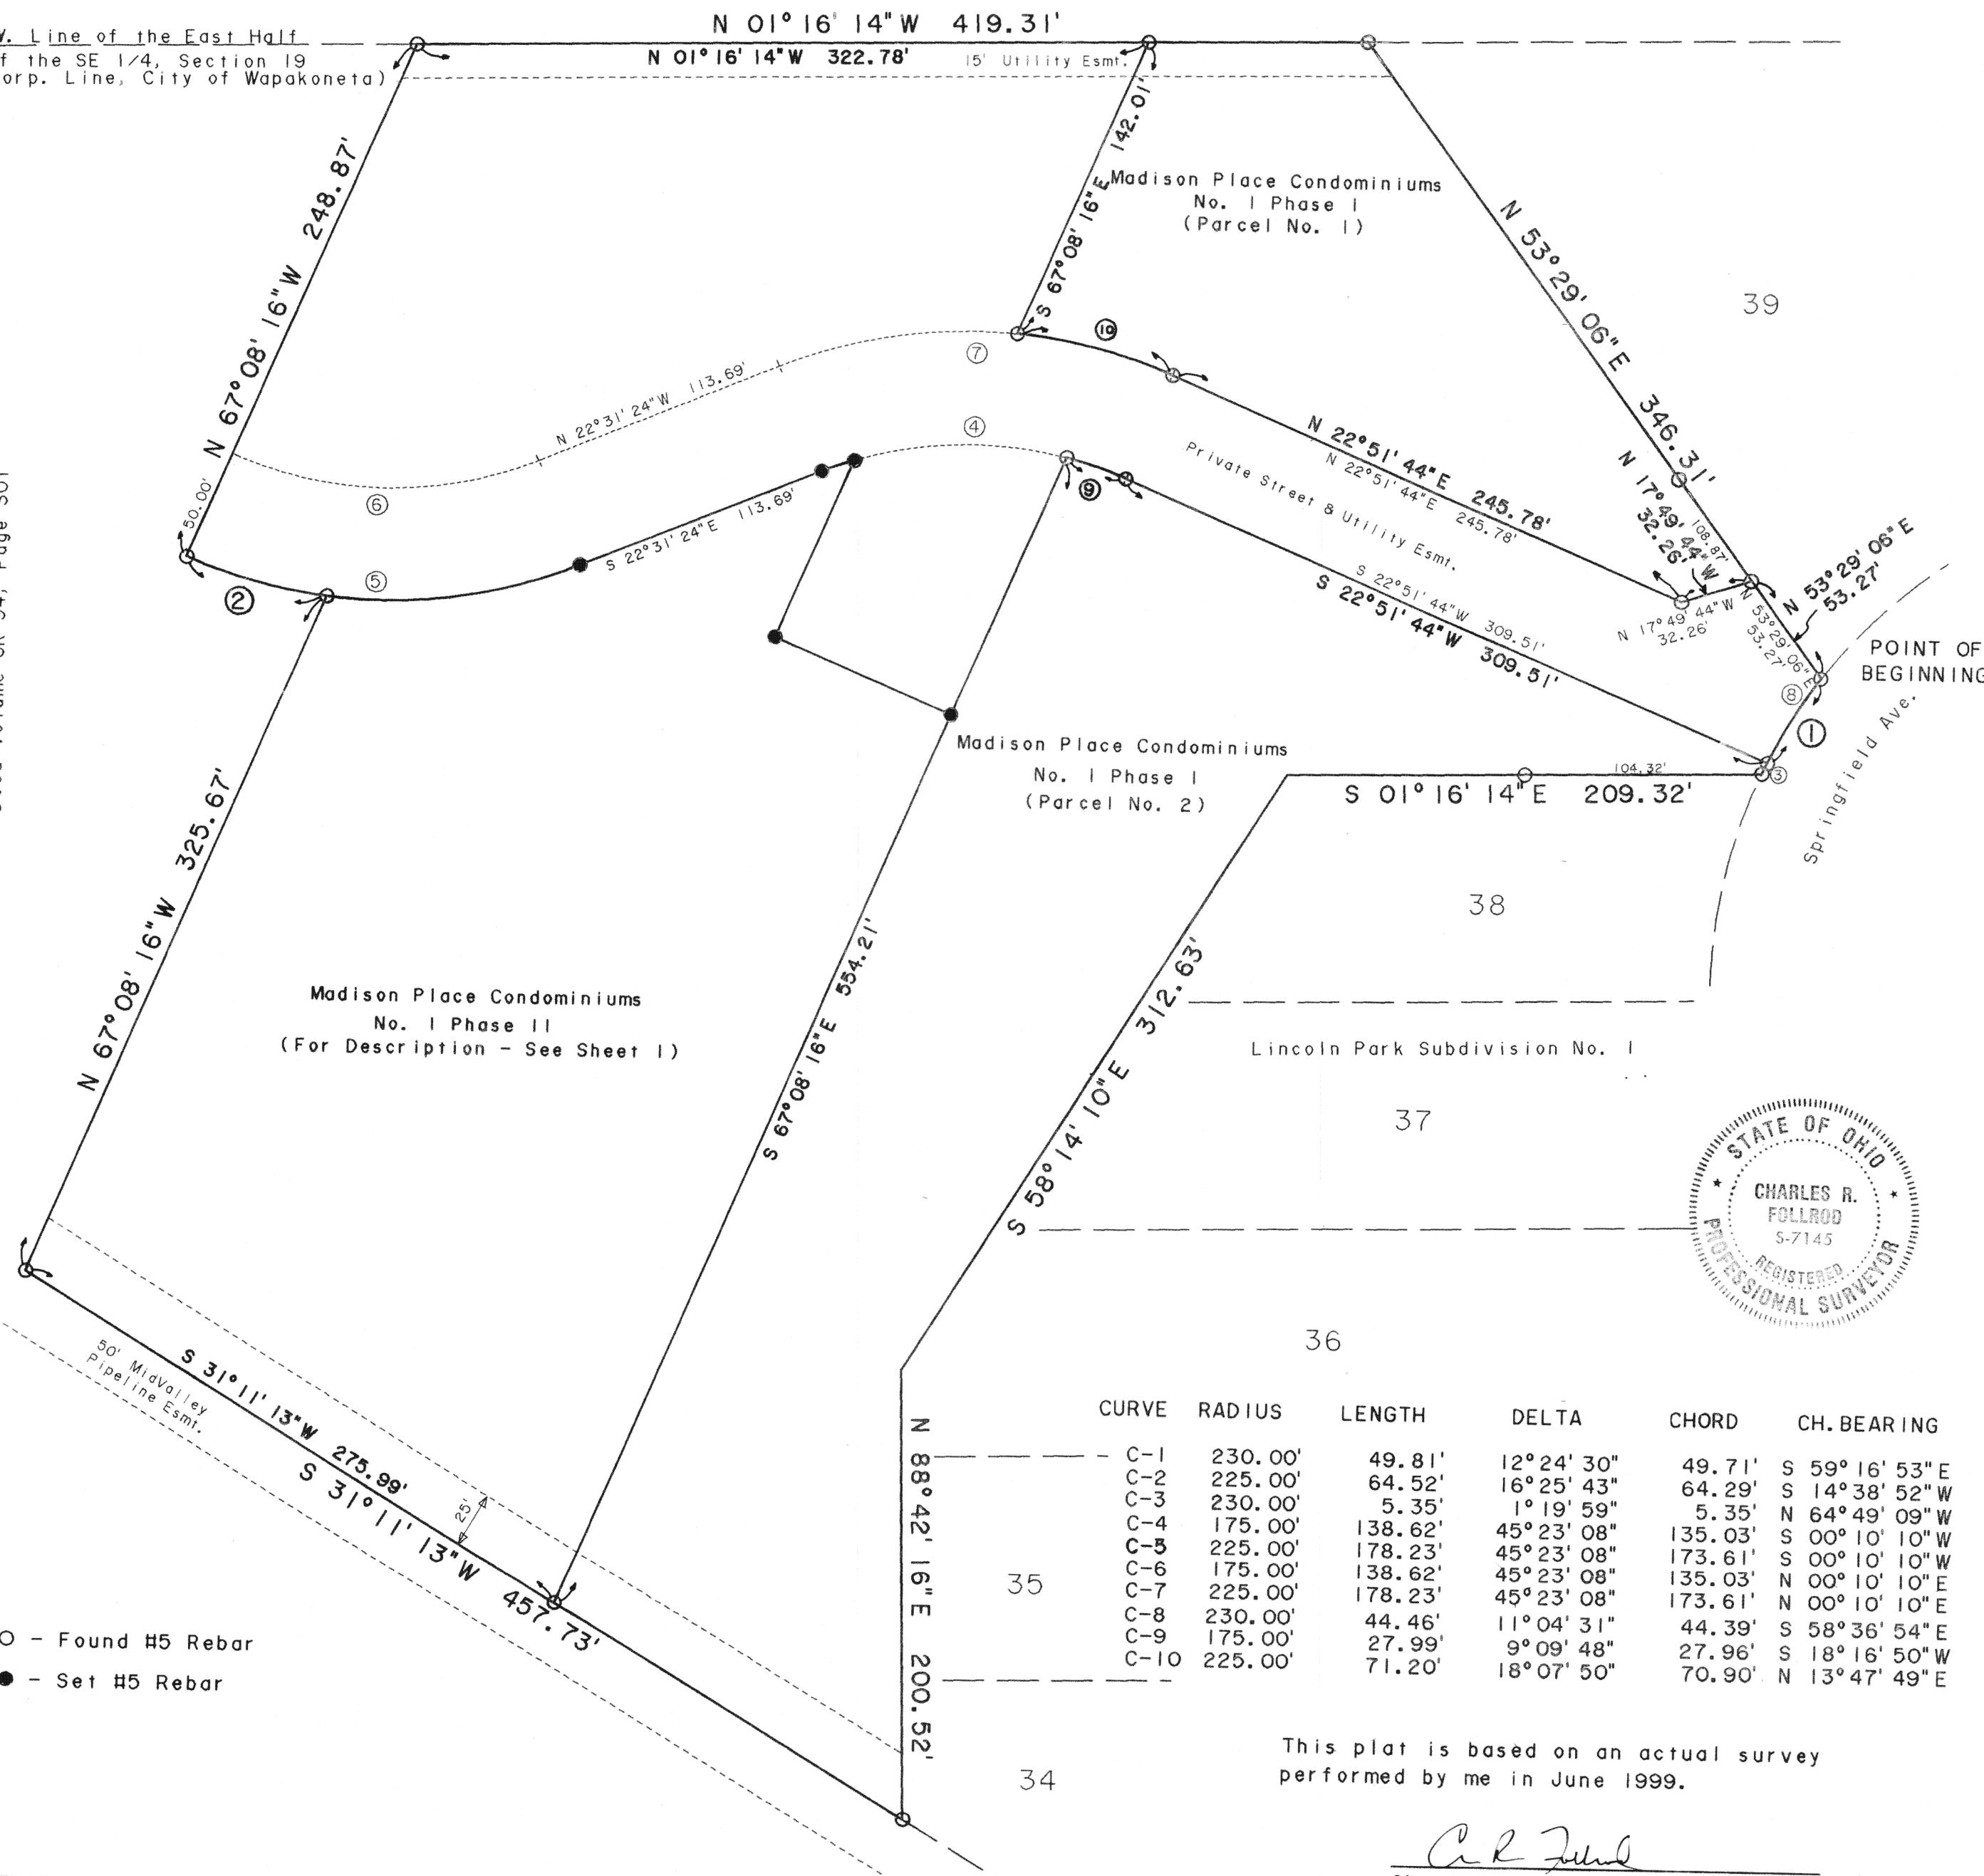 N 01° 16' 14" W 419.31'
. Line of the East Half
f the SE 1/4, Section 19
orp. Line, City of Wapakoneta)
N 01° 16' 14" W 322.78'
15' Utility Esmt.
N 67° 08' 16" W 248.87'
50.00'
S 67° 08' 16" E 142.01'
Madison Place Condominiums
No. 1 Phase 1
(Parcel No. 1)
N 53° 29' 06" E 346.31'
39
108.87'
N 17° 49' 44" W
32.26'
N 53° 29' 06" E
53.27'
N 17° 49' 44" W
32.26'
N 53° 29' 06" E
53.27'
POINT OF
BEGINNING
Springfield Ave.
10
7
N 22° 31' 24" W 113.69'
4
9
N 22° 51' 44" E 245.78'
N 22° 51' 44" E 245.78'
Private Street & Utility Esmt.
S 22° 51' 44" W 309.51'
S 22° 51' 44" W 309.51'
6
5
2
S 22° 31' 24" E 113.69'
8
1
3
104.32'
S 01° 16' 14" E 209.32'
Page 301
Madison Place Condominiums
No. 1 Phase 1
(Parcel No. 2)
N 67° 08' 16" W 325.67'
S 67° 08' 16" E 554.21'
S 58° 14' 10" E 312.63'
38
Madison Place Condominiums
No. 1 Phase 11
(For Description - See Sheet 1)
Lincoln Park Subdivision No. 1
37
STATE OF OHIO
CHARLES R.
FOLLROD
S-7145
REGISTERED
PROFESSIONAL SURVEYOR
36
50' MidValley
Pipeline Esmt.
S 31° 11' 13" W 275.99'
S 31° 11' 13" W 457.73'
25'
N 88° 42' 16" E 200.52'
35
34
CURVE RADIUS LENGTH DELTA CHORD CH. BEARING
C-1 230.00' 49.81' 12° 24' 30" 49.71' S 59° 16' 53" E
C-2 225.00' 64.52' 16° 25' 43" 64.29' S 14° 38' 52" W
C-3 230.00' 5.35' 1° 19' 59" 5.35' N 64° 49' 09" W
C-4 175.00' 138.62' 45° 23' 08" 135.03' S 00° 10' 10" W
C-5 225.00' 178.23' 45° 23' 08" 173.61' S 00° 10' 10" W
C-6 175.00' 138.62' 45° 23' 08" 135.03' N 00° 10' 10" E
C-7 225.00' 178.23' 45° 23' 08" 173.61' N 00° 10' 10" E
C-8 230.00' 44.46' 11° 04' 31" 44.39' S 58° 36' 54" E
C-9 175.00' 27.99' 9° 09' 48" 27.96' S 18° 16' 50" W
C-10 225.00' 71.20' 18° 07' 50" 70.90' N 13° 47' 49" E
O - Found #5 Rebar
● - Set #5 Rebar
This plat is based on an actual survey
performed by me in June 1999.
C R Follrod